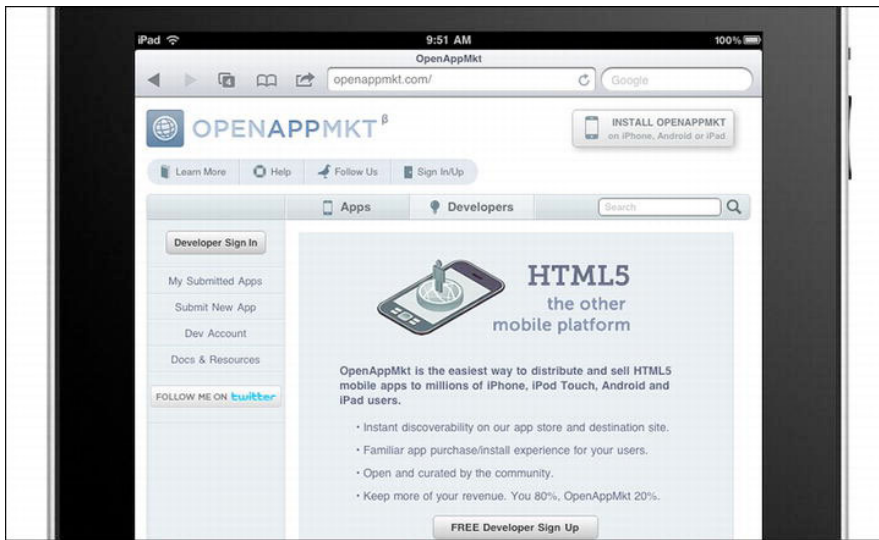 iPad 9:51 AM 100%
OpenAppMkt
4 openappmkt.com/ Google
OPENAPPMKT β
INSTALL OPENAPPMKT
on iPhone, Android or iPad
Learn More Help Follow Us Sign In/Up
Apps Developers Search
Developer Sign In
My Submitted Apps
Submit New App
Dev Account
Docs & Resources
FOLLOW ME ON twitter
HTML5
the other
mobile platform
OpenAppMkt is the easiest way to distribute and sell HTML5
mobile apps to millions of iPhone, iPod Touch, Android and
iPad users.
• Instant discoverability on our app store and destination site.
• Familiar app purchase/install experience for your users.
• Open and curated by the community.
• Keep more of your revenue. You 80%, OpenAppMkt 20%.
FREE Developer Sign Up